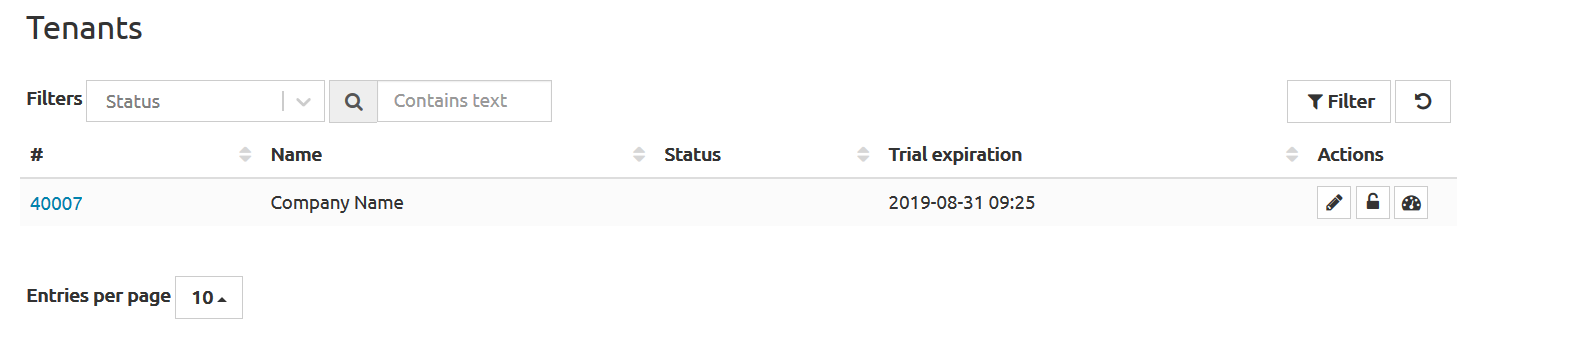 Tenants
Filters Status Contains text Filter
# Name Status Trial expiration Actions
40007 Company Name 2019-08-31 09:25
Entries per page 10